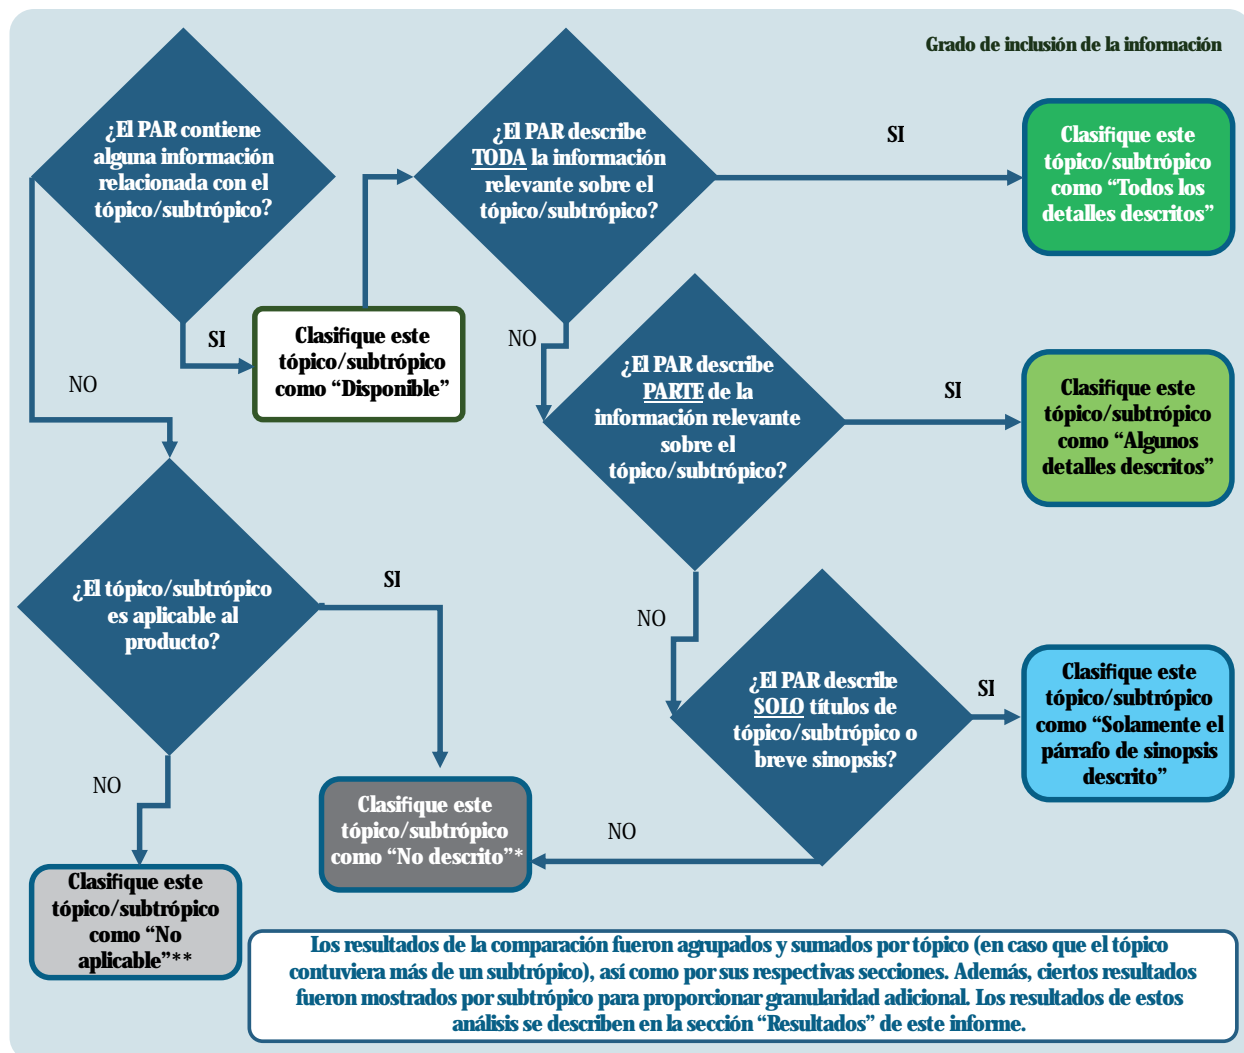 Grado de inclusión de la información
¿El PAR contiene
alguna información
relacionada con el
tópico/subtrópico?
¿El PAR describe
TODA la información
relevante sobre el
tópico/subtrópico?
SI
Clasifique este
tópico/subtrópico
como “Todos los
detalles descritos”
SI
Clasifique este
tópico/subtrópico
como “Disponible”
NO
NO
¿El PAR describe
PARTE de la
información relevante
sobre el
tópico/subtrópico?
SI
Clasifique este
tópico/subtrópico
como “Algunos
detalles descritos”
¿El tópico/subtrópico
es aplicable al
producto?
SI
NO
¿El PAR describe
SOLO títulos de
tópico/subtrópico o
breve sinopsis?
SI
Clasifique este
tópico/subtrópico
como “Solamente el
párrafo de sinopsis
descrito”
NO
Clasifique este
tópico/subtrópico
como “No descrito”*
NO
Clasifique este
tópico/subtrópico
como “No
aplicable”**
Los resultados de la comparación fueron agrupados y sumados por tópico (en caso que el tópico
contuviera más de un subtrópico), así como por sus respectivas secciones. Además, ciertos resultados
fueron mostrados por subtrópico para proporcionar granularidad adicional. Los resultados de estos
análisis se describen en la sección “Resultados” de este informe.